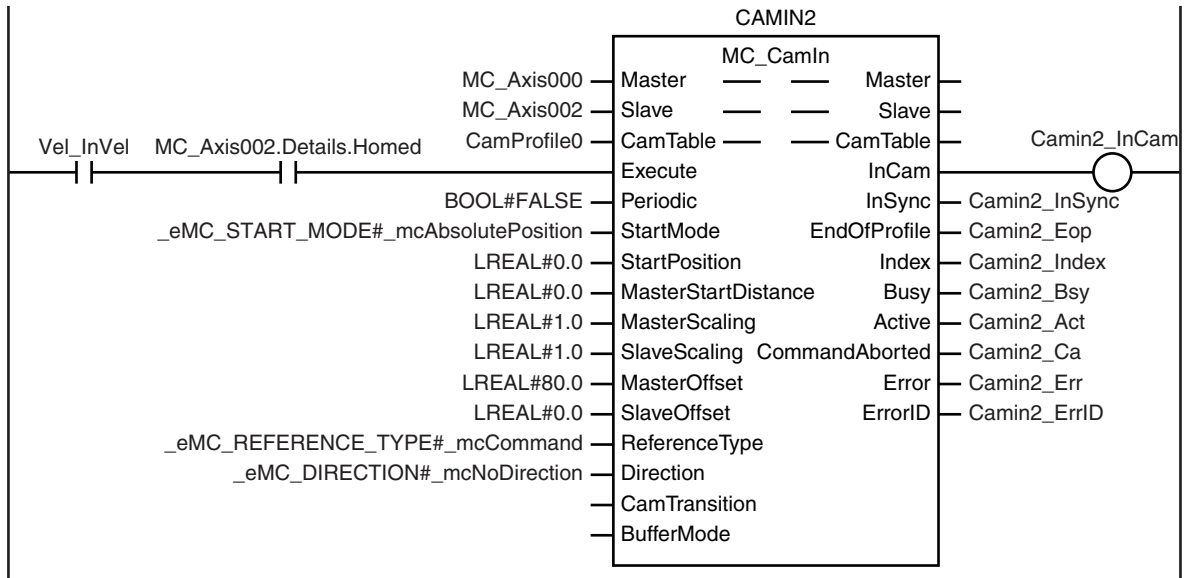 CAMIN2
MC_CamIn
MC_Axis000 Master Master
MC_Axis002 Slave Slave
CamProfile0 CamTable CamTable
Vel_InVel MC_Axis002.Details.Homed Execute InCam Camin2_InCam
BOOL#FALSE Periodic InSync Camin2_InSync
_eMC_START_MODE#_mcAbsolutePosition StartMode EndOfProfile Camin2_Eop
LREAL#0.0 StartPosition Index Camin2_Index
LREAL#0.0 MasterStartDistance Busy Camin2_Bsy
LREAL#1.0 MasterScaling Active Camin2_Act
LREAL#1.0 SlaveScaling CommandAborted Camin2_Ca
LREAL#80.0 MasterOffset Error Camin2_Err
LREAL#0.0 SlaveOffset ErrorID Camin2_ErrID
_eMC_REFERENCE_TYPE#_mcCommand ReferenceType
_eMC_DIRECTION#_mcNoDirection Direction
CamTransition
BufferMode